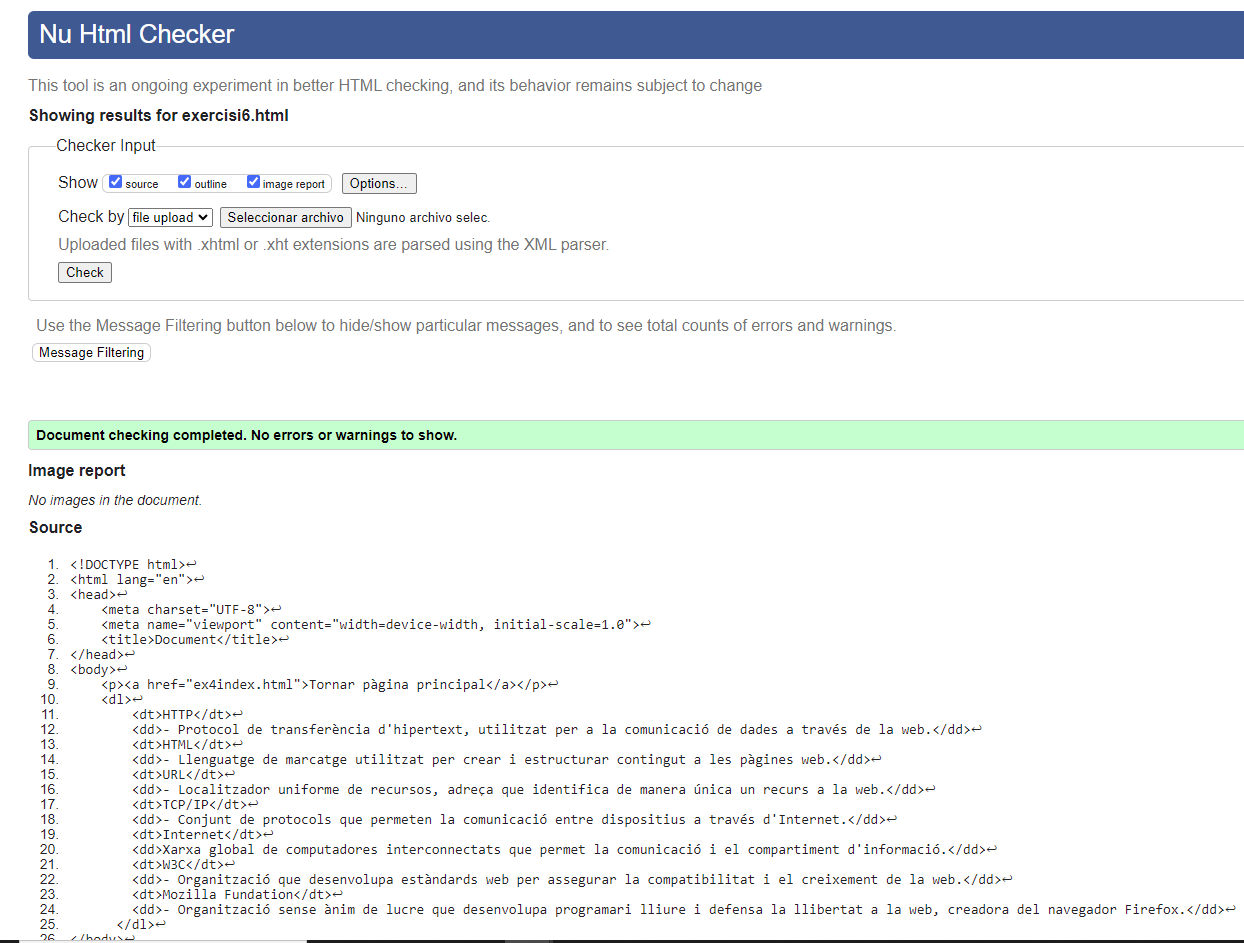 Nu Html Checker
This tool is an ongoing experiment in better HTML checking, and its behavior remains subject to change
Showing results for exercisi6.html
Checker Input
Show source outline image report Options...
Check by file upload Seleccionar archivo Ninguno archivo selec.
Uploaded files with .xhtml or .xht extensions are parsed using the XML parser.
Check
Use the Message Filtering button below to hide/show particular messages, and to see total counts of errors and warnings.
Message Filtering
Document checking completed. No errors or warnings to show.
Image report
No images in the document.
Source
1. <!DOCTYPE html>↩
2. <html lang="en">↩
3. <head>↩
4.     <meta charset="UTF-8">↩
5.     <meta name="viewport" content="width=device-width, initial-scale=1.0">↩
6.     <title>Document</title>↩
7. </head>↩
8. <body>↩
9.     <p><a href="ex4index.html">Tornar pàgina principal</a></p>↩
10.     <dl>↩
11.         <dt>HTTP</dt>↩
12.         <dd>- Protocol de transferència d'hipertext, utilitzat per a la comunicació de dades a través de la web.</dd>↩
13.         <dt>HTML</dt>↩
14.         <dd>- Llenguatge de marcatge utilitzat per crear i estructurar contingut a les pàgines web.</dd>↩
15.         <dt>URL</dt>↩
16.         <dd>- Localitzador uniforme de recursos, adreça que identifica de manera única un recurs a la web.</dd>↩
17.         <dt>TCP/IP</dt>↩
18.         <dd>- Conjunt de protocols que permeten la comunicació entre dispositius a través d'Internet.</dd>↩
19.         <dt>Internet</dt>↩
20.         <dd>Xarxa global de computadores interconnectats que permet la comunicació i el compartiment d'informació.</dd>↩
21.         <dt>W3C</dt>↩
22.         <dd>- Organització que desenvolupa estàndards web per assegurar la compatibilitat i el creixement de la web.</dd>↩
23.         <dt>Mozilla Fundation</dt>↩
24.         <dd>- Organització sense ànim de lucre que desenvolupa programari lliure i defensa la llibertat a la web, creadora del navegador Firefox.</dd>↩
25.       </dl>↩
26. </body>↩